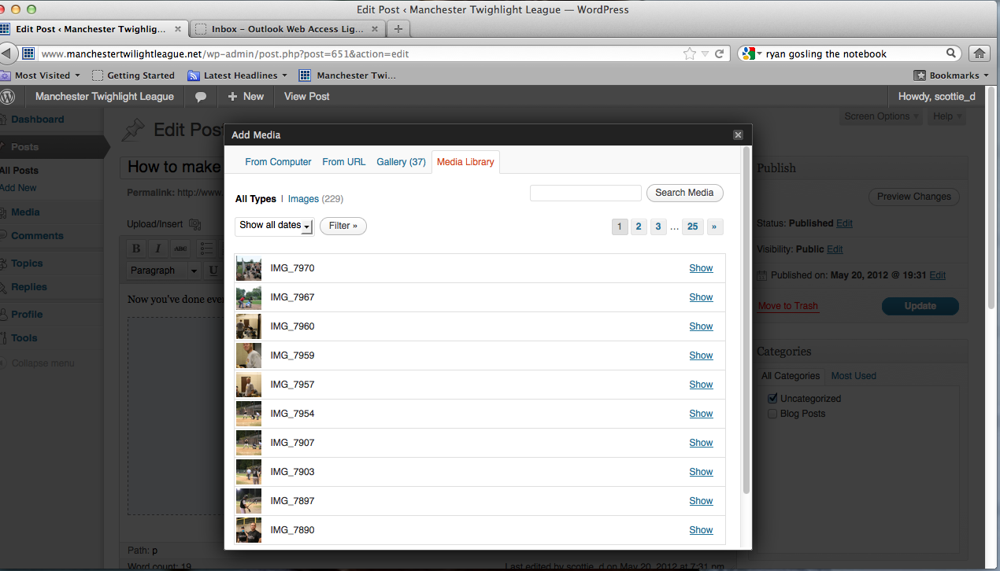 Edit Post ‹ Manchester Twighlight League — WordPress
Edit Post ‹ Manchester Twighlig...
Inbox – Outlook Web Access Lig...
www.manchestertwilightleague.net/wp-admin/post.php?post=651&action=edit
ryan gosling the notebook
Most Visited
Getting Started
Latest Headlines
Manchester Twi...
Bookmarks
Manchester Twighlight League
+ New
View Post
Howdy, scottie_d
Screen Options
Help
Dashboard
Posts
All Posts
Add New
Media
Comments
Topics
Replies
Profile
Tools
Collapse menu
Edit Pos
How to make
Permalink: http://www.
Upload/Insert
B I ABC
Paragraph U
Now you've done ever
Path: p
Word count: 19
Last edited by scottie_d on May 20, 2012 at 7:31 pm
Add Media
From Computer
From URL
Gallery (37)
Media Library
All Types | Images (229)
Search Media
Show all dates
Filter »
1 2 3 ... 25 »
IMG_7970 Show
IMG_7967 Show
IMG_7960 Show
IMG_7959 Show
IMG_7957 Show
IMG_7954 Show
IMG_7907 Show
IMG_7903 Show
IMG_7897 Show
IMG_7890 Show
Publish
Preview Changes
Status: Published Edit
Visibility: Public Edit
Published on: May 20, 2012 @ 19:31 Edit
Move to Trash
Update
Categories
All Categories
Most Used
Uncategorized
Blog Posts